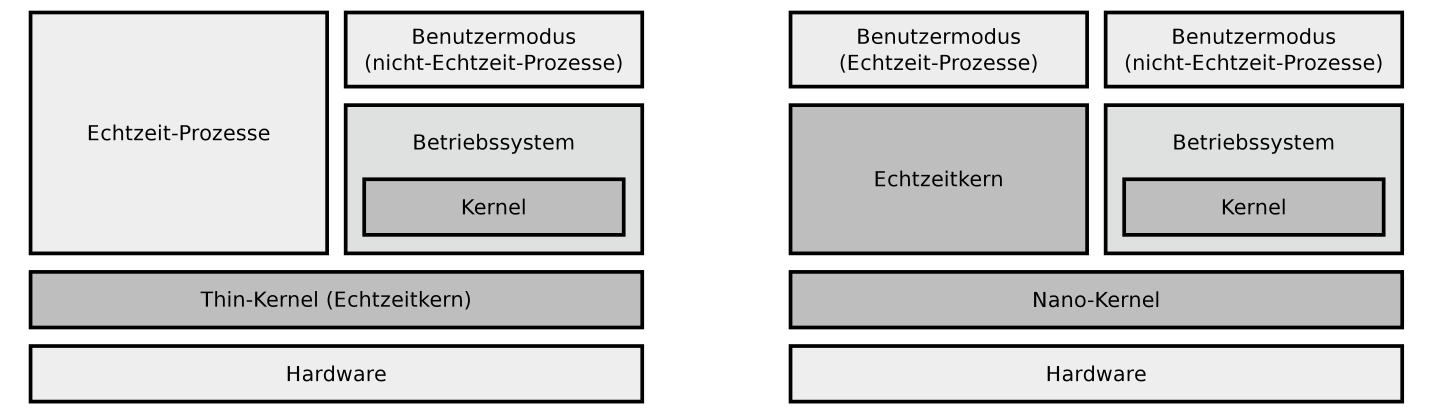 Echtzeit-Prozesse
Benutzermodus
(nicht-Echtzeit-Prozesse)
Betriebssystem
Kernel
Thin-Kernel (Echtzeitkern)
Hardware
Benutzermodus
(Echtzeit-Prozesse)
Benutzermodus
(nicht-Echtzeit-Prozesse)
Echtzeitkern
Betriebssystem
Kernel
Nano-Kernel
Hardware